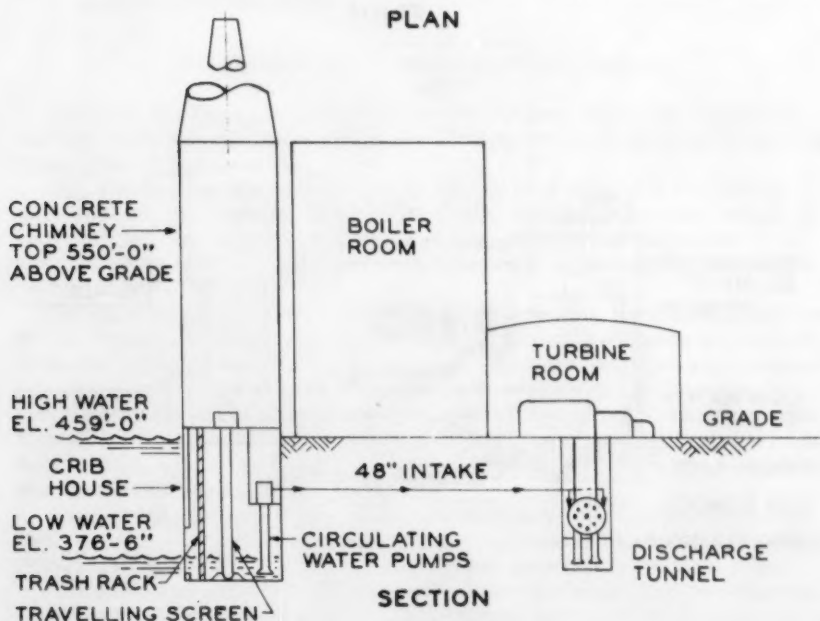 PLAN
CONCRETE
CHIMNEY
TOP 550'-0"
ABOVE GRADE
BOILER
ROOM
TURBINE
ROOM
HIGH WATER
EL. 459'-0"
GRADE
CRIB
HOUSE
48" INTAKE
LOW WATER
EL. 376'-6"
CIRCULATING
WATER PUMPS
DISCHARGE
TUNNEL
TRASH RACK
TRAVELLING SCREEN
SECTION